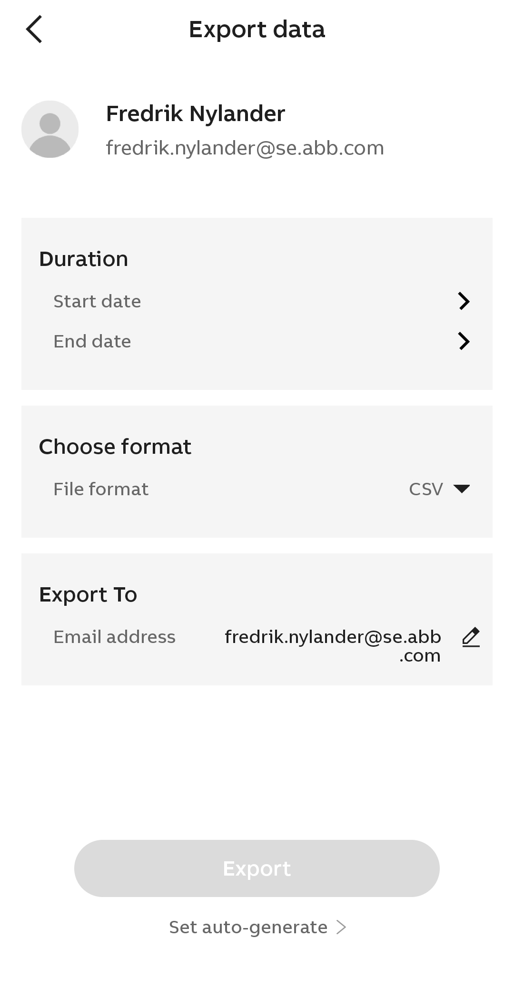 Export data
Fredrik Nylander
fredrik.nylander@se.abb.com
Duration
Start date
End date
Choose format
File format CSV
Export To
Email address fredrik.nylander@se.abb
.com
Export
Set auto-generate